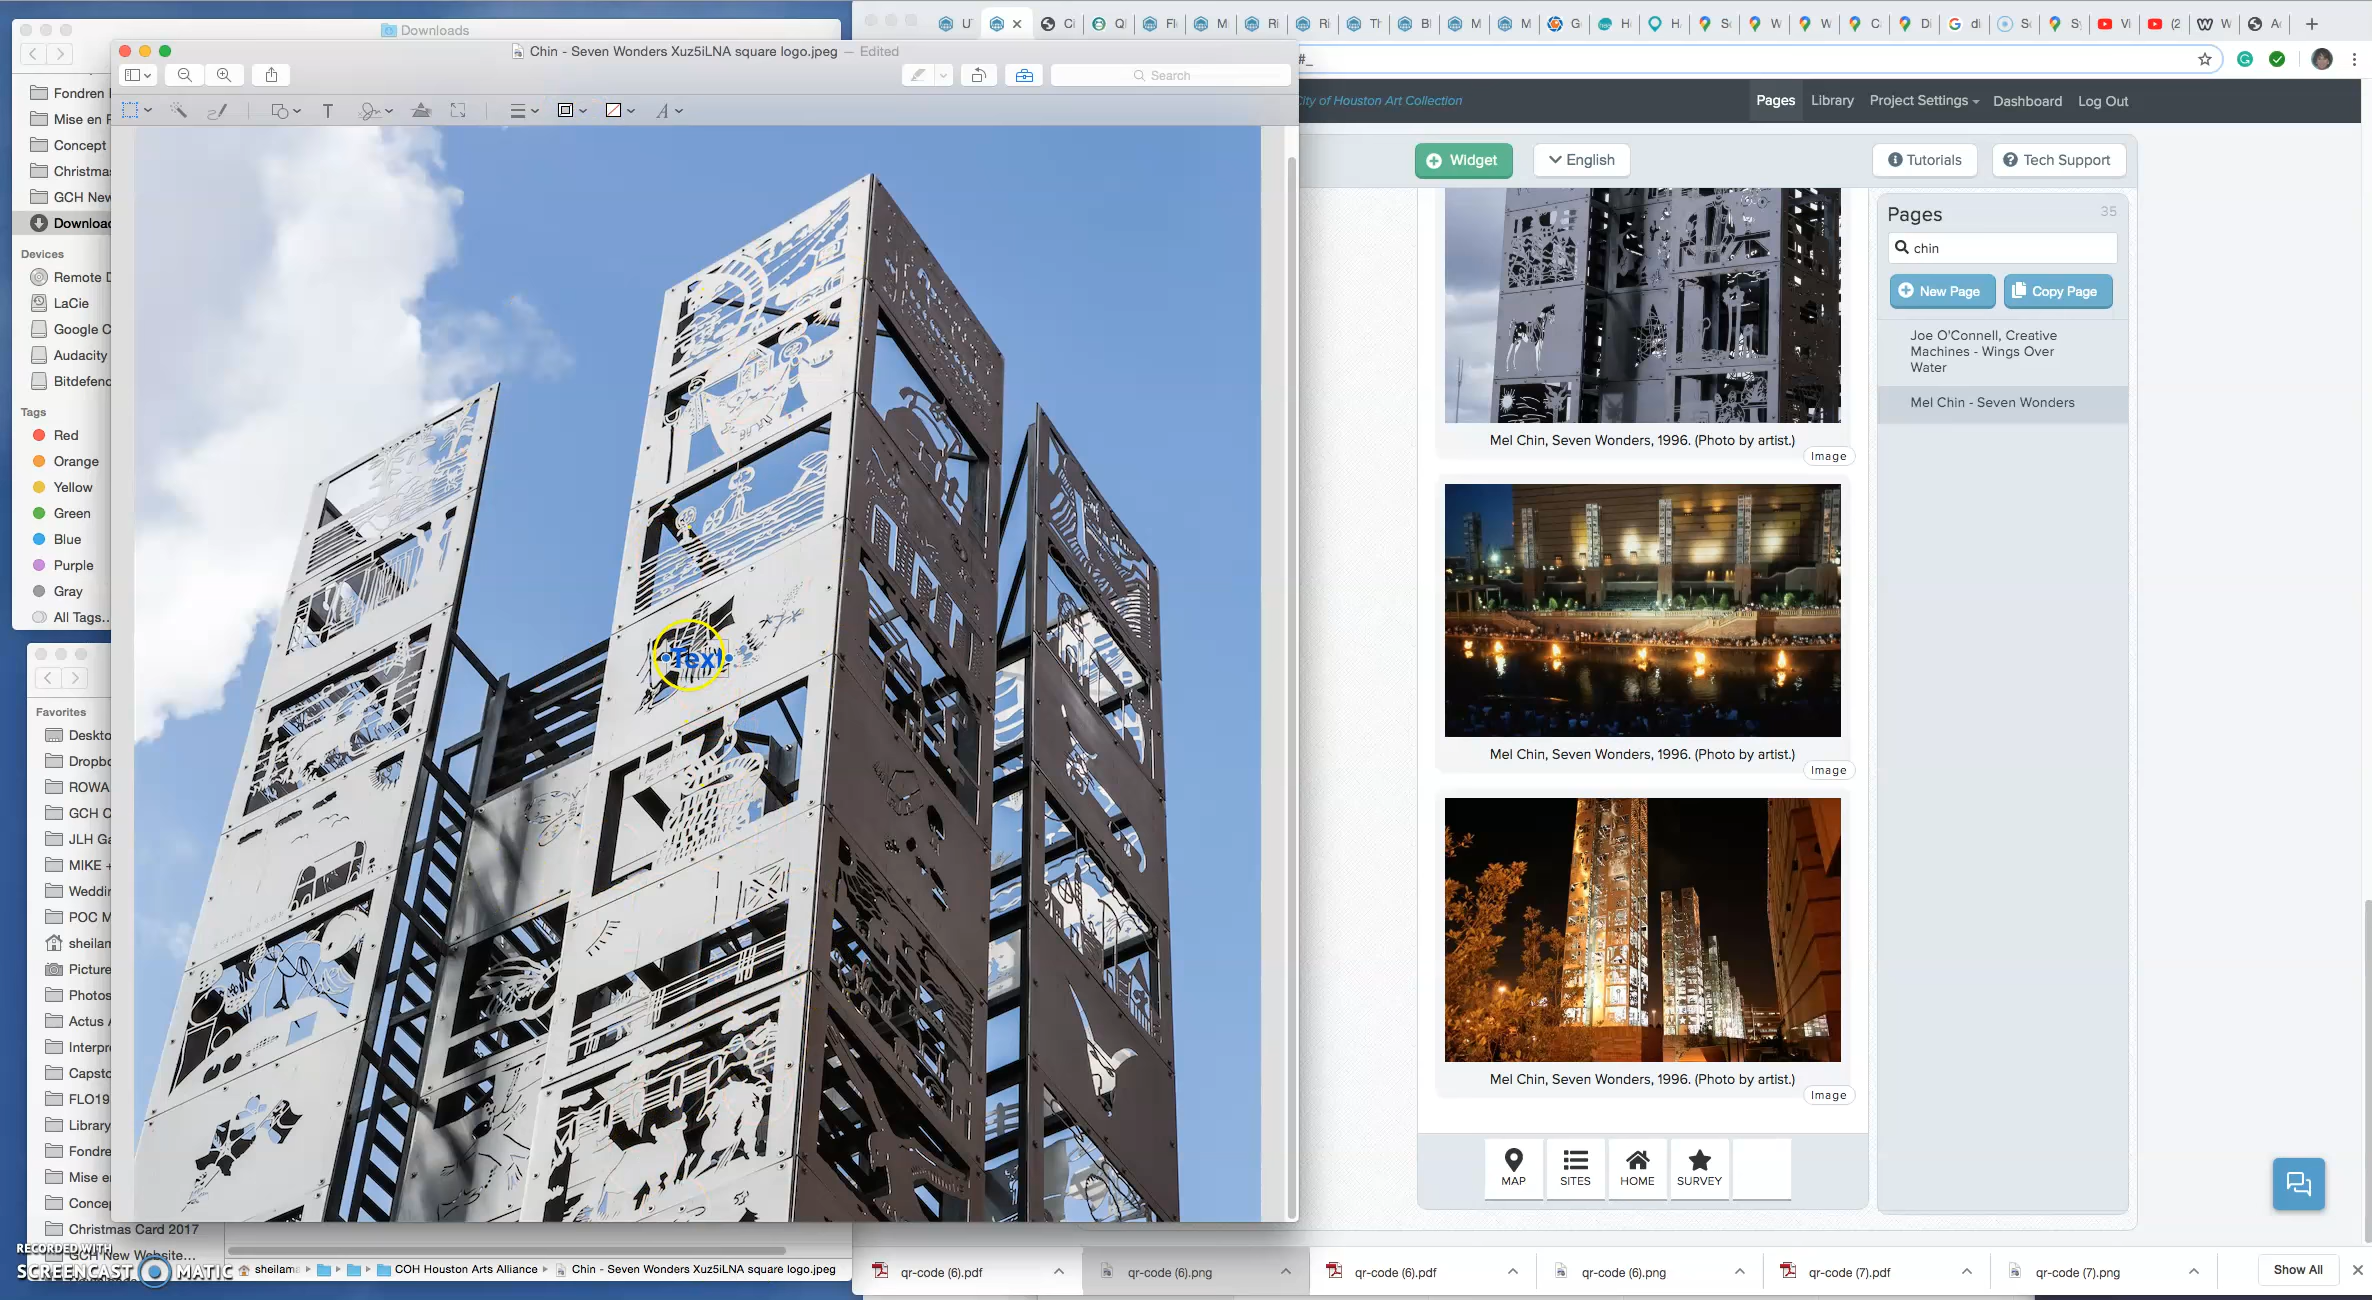 Downloads
Chin - Seven Wonders Xuz5iLNA square logo.jpeg — Edited
Search
Fondren
Mise en
Concept
Christma
GCH New
Downloa
Devices
Remote D
LaCie
Google C
Audacity
Bitdefend
Tags
Red
Orange
Yellow
Green
Blue
Purple
Gray
All Tags...
Favorites
Deskto
Dropbo
ROWA
GCH C
JLH Ga
MIKE +
Weddin
POC M
sheilam
Picture
Photos
Actus A
Interpr
Capsto
FLO19
Library
Fondre
Mise en
Concep
Christmas Card 2017
GCH New Website...
RECORDED WITH
SCREENCAST MATIC
sheilam
COH Houston Arts Alliance
Chin - Seven Wonders Xuz5iLNA square logo.jpeg
Text
#_
City of Houston Art Collection
Pages
Library
Project Settings
Dashboard
Log Out
Widget
English
Tutorials
Tech Support
Mel Chin, Seven Wonders, 1996. (Photo by artist.)
Image
Mel Chin, Seven Wonders, 1996. (Photo by artist.)
Image
Mel Chin, Seven Wonders, 1996. (Photo by artist.)
Image
MAP
SITES
HOME
SURVEY
Pages
35
chin
New Page
Copy Page
Joe O'Connell, Creative
Machines - Wings Over
Water
Mel Chin - Seven Wonders
qr-code (6).pdf
qr-code (6).png
qr-code (6).pdf
qr-code (6).png
qr-code (7).pdf
qr-code (7).png
Show All